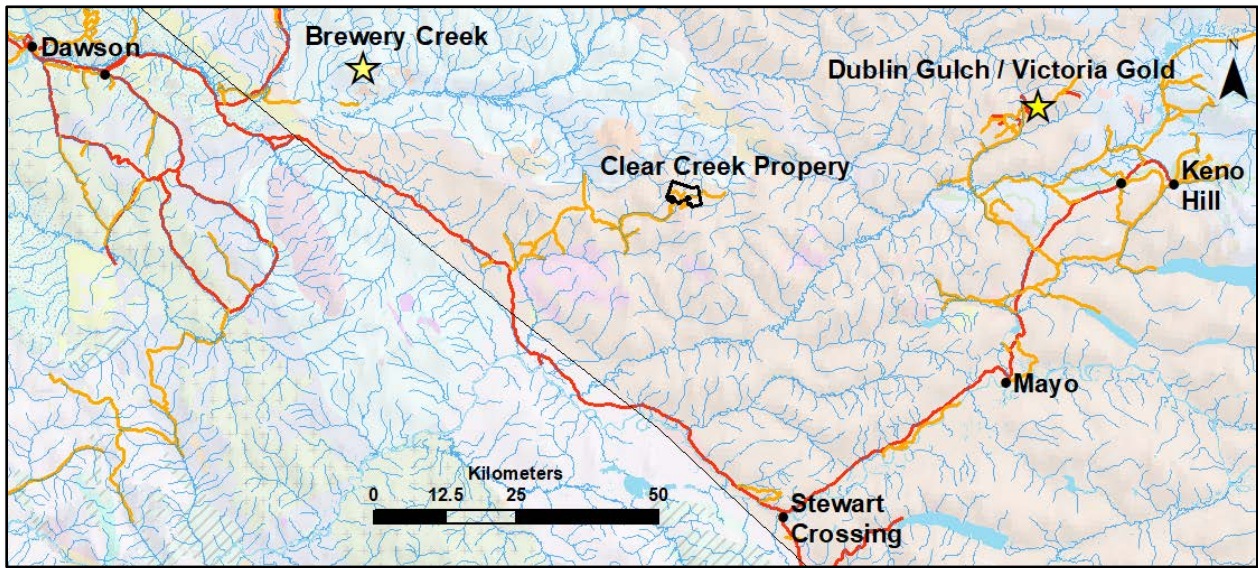 Dawson
Brewery Creek
Dublin Gulch / Victoria Gold
N
Clear Creek Propery
Keno
Hill
Mayo
Kilometers
0 12.5 25 50
Stewart
Crossing